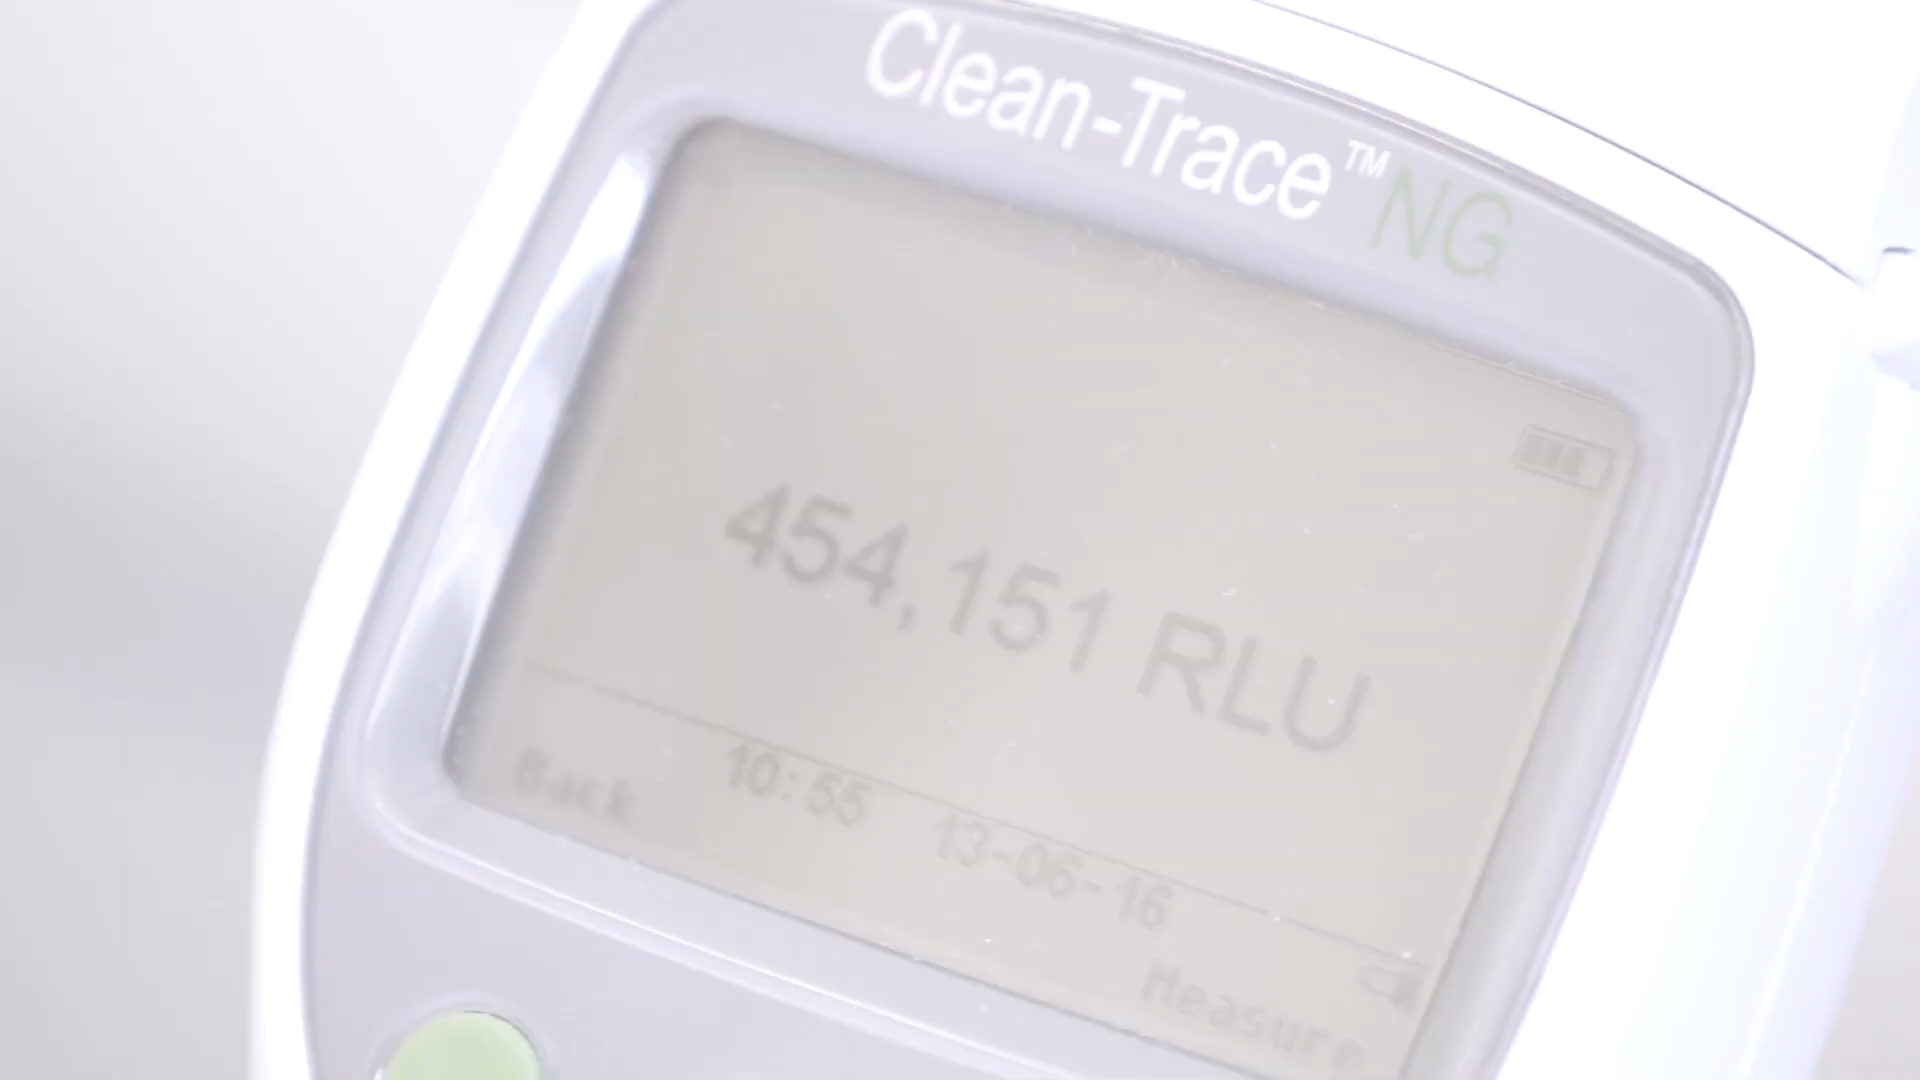 Clean-Trace™ NG
454,151 RLU
10:55 13-06-16
Back
Measure